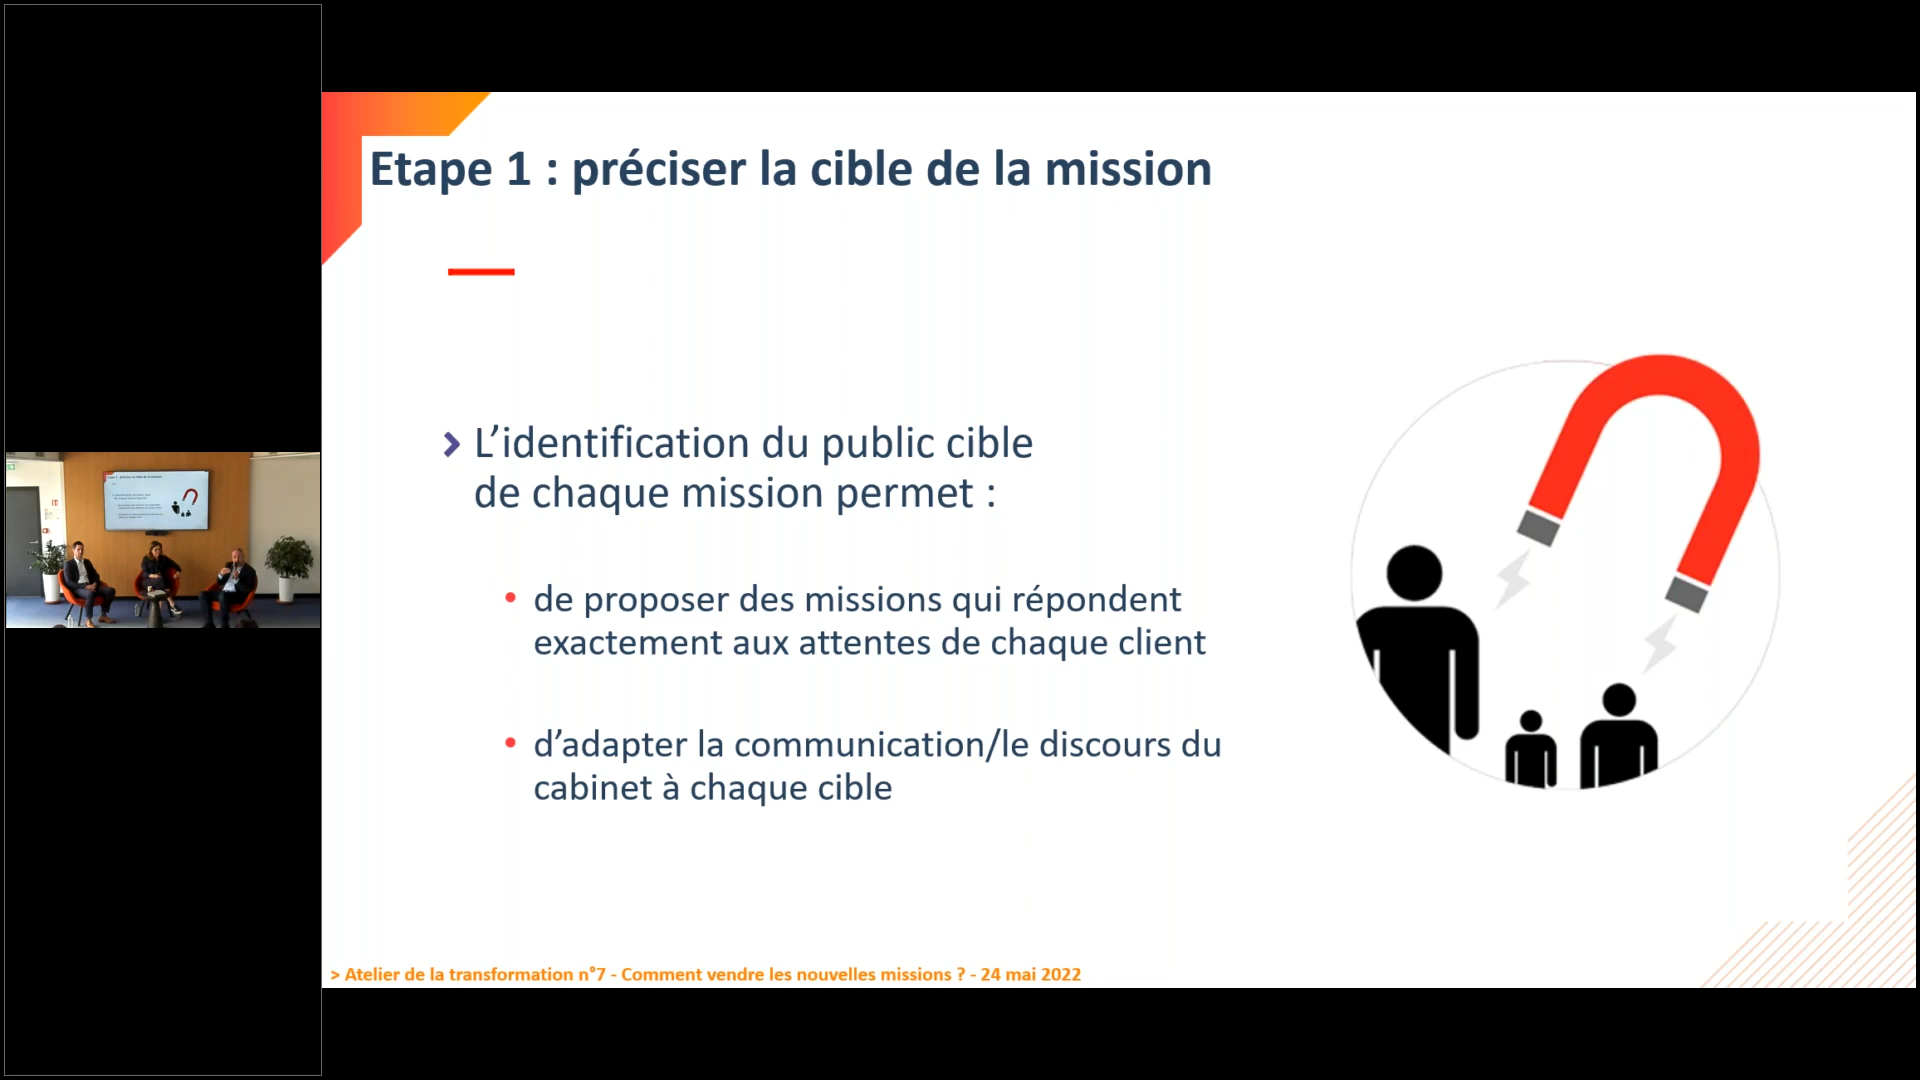 Etape 1 : préciser la cible de la mission
L’identification du public cible
de chaque mission permet :
• de proposer des missions qui répondent
exactement aux attentes de chaque client
• d’adapter la communication/le discours du
cabinet à chaque cible
> Atelier de la transformation n°7 - Comment vendre les nouvelles missions ? - 24 mai 2022